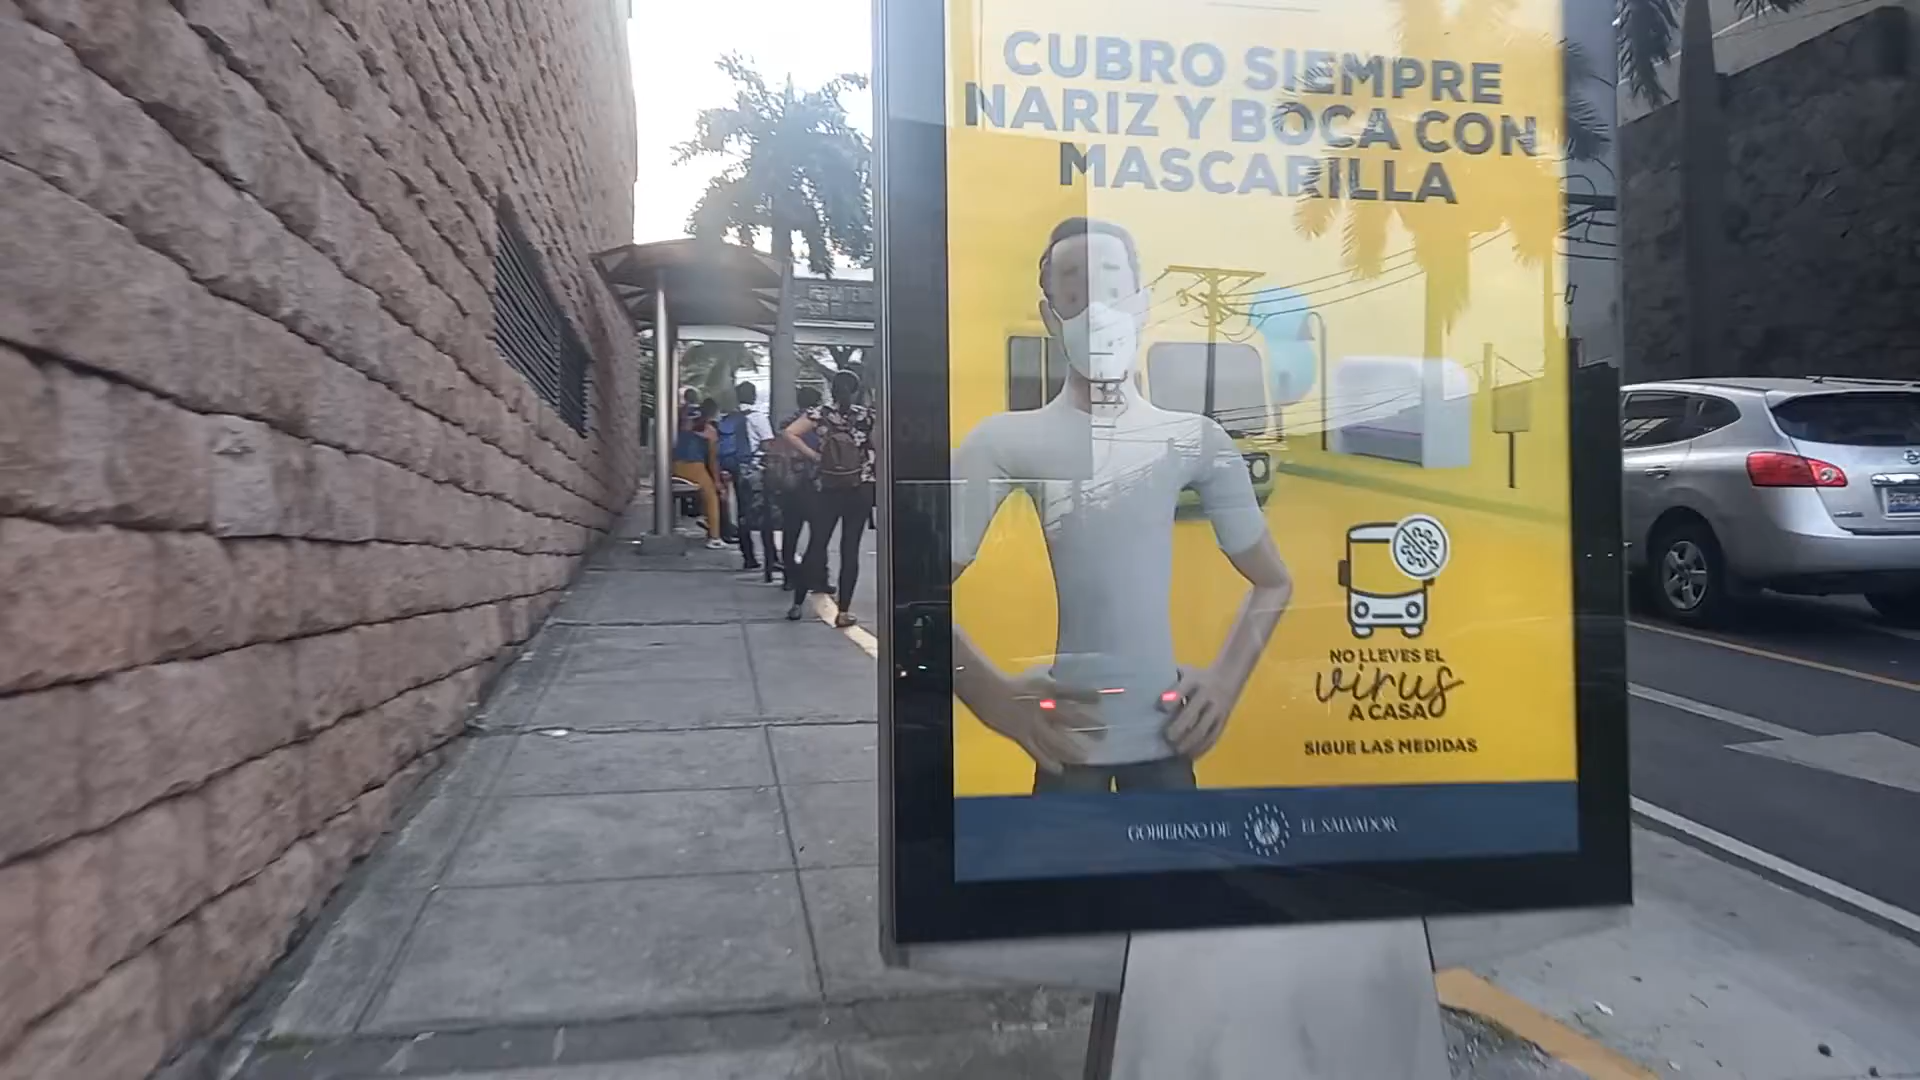 CUBRO SIEMPRE
NARIZ Y BOCA CON
MASCARILLA
NO LLEVES EL
virus
A CASA
SIGUE LAS MEDIDAS
GOBIERNO DE EL SALVADOR